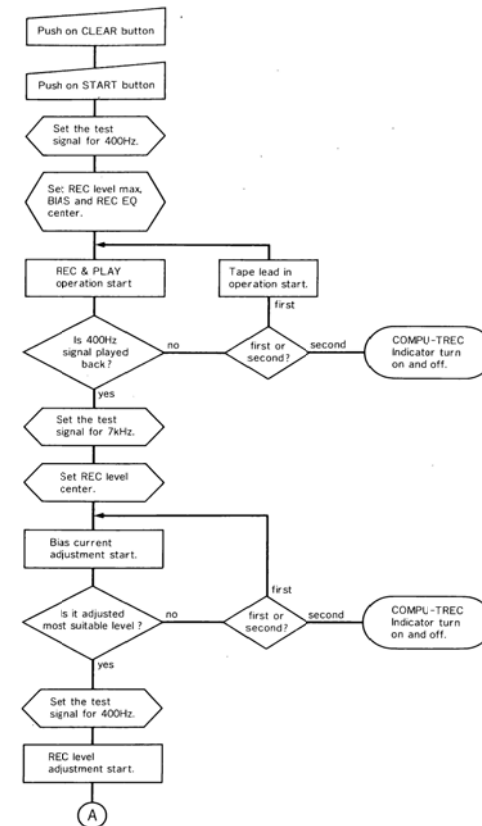 Push on CLEAR button
Push on START button
Set the test
signal for 400Hz.
Set REC level max,
BIAS and REC EQ
center.
REC & PLAY
operation start
Tape lead in
operation start.
first
Is 400Hz
signal played
back?
no
first or
second?
second
COMPU-TREC
Indicator turn
on and off.
yes
Set the test
signal for 7kHz.
Set REC level
center.
Bias current
adjustment start.
first
Is it adjusted
most suitable level?
no
first or
second?
second
COMPU-TREC
Indicator turn
on and off.
yes
Set the test
signal for 400Hz.
REC level
adjustment start.
A